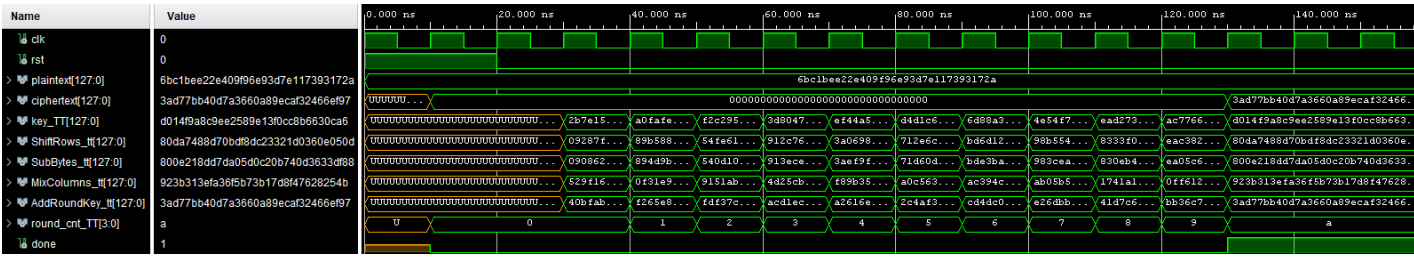 Name Value 0.000 ns 20.000 ns 40.000 ns 60.000 ns 80.000 ns 100.000 ns 120.000 ns 140.000 ns
clk 0
rst 0
plaintext[127:0] 6bc1bee22e409f96e93d7e117393172a 6bc1bee22e409f96e93d7e117393172a
ciphertext[127:0] 3ad77bb40d7a3660a89ecaf32466ef97 UUUUUU... 00000000000000000000000000000000 3ad77bb40d7a3660a89ecaf32466.
key_TT[127:0] d014f9a8c9ee2589e13f0cc8b6630ca6 UUUUUUUUUUUUUUUUUUUUUUUUUU... 2b7e15... a0fafe... f2c295... 3d8047... ef44a5... d4d1c6... 6d88a3... 4e54f7... ead273... ac7766... d014f9a8c9ee2589e13f0cc8b663.
ShiftRows_tt[127:0] 80da7488d70bdf8dc23321d0360e050d UUUUUUUUUUUUUUUUUUUUUUUUUU... 09287f... 89b588... 54fe61... 912c76... 3a0698... 712e6c... bd6d12... 98b554... 8333f0... eac382... 80da7488d70bdf8dc23321d0360e.
SubBytes_tt[127:0] 800e218dd7da05d0c20b740d3633df88 UUUUUUUUUUUUUUUUUUUUUUUUUU... 090862... 894d9b... 540d10... 913ece... 3aef9f... 71d60d... bde3ba... 983cea... 830eb4... ea05c6... 800e218dd7da05d0c20b740d3633.
MixColumns_tt[127:0] 923b313efa36f5b73b17d8f47628254b UUUUUUUUUUUUUUUUUUUUUUUUUU... 529f16... 0f31e9... 9151ab... 4d25cb... f89b35... a0c563... ac394c... ab05b5... 1741a1... 0ff612... 923b313efa36f5b73b17d8f47628.
AddRoundKey_tt[127:0] 3ad77bb40d7a3660a89ecaf32466ef97 UUUUUUUUUUUUUUUUUUUUUUUUUU... 40bfab... f265e8... fdf37c... acd1ec... a2616e... 2c4af3... cd4dc0... e26dbb... 41d7c6... bb36c7... 3ad77bb40d7a3660a89ecaf32466.
round_cnt_TT[3:0] a U 0 1 2 3 4 5 6 7 8 9 a
done 1